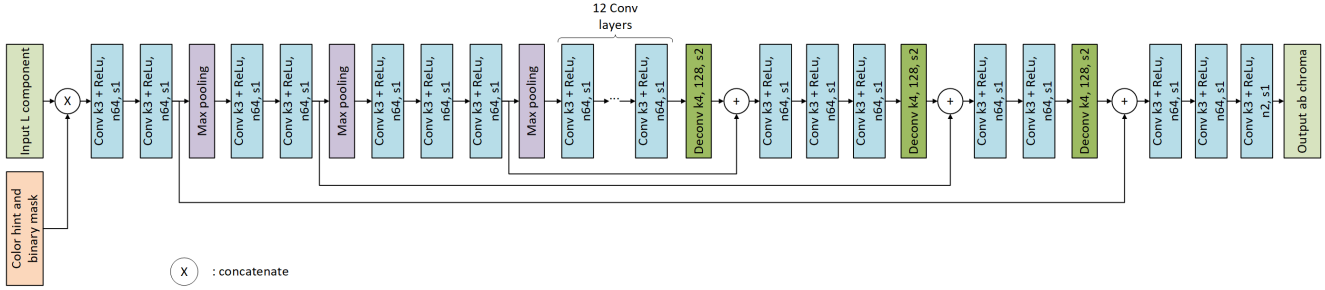 12 Conv
layers
Input L component
Color hint and
binary mask
X
Conv k3 + ReLu,
n64, s1
Conv k3 + ReLu,
n64, s1
Max pooling
Conv k3 + ReLu,
n64, s1
Conv k3 + ReLu,
n64, s1
Max pooling
Conv k3 + ReLu,
n64, s1
Conv k3 + ReLu,
n64, s1
Conv k3 + ReLu,
n64, s1
Max pooling
Conv k3 + ReLu,
n64, s1
...
Conv k3 + ReLu,
n64, s1
Deconv k4, 128, s2
+
Conv k3 + ReLu,
n64, s1
Conv k3 + ReLu,
n64, s1
Conv k3 + ReLu,
n64, s1
Deconv k4, 128, s2
+
Conv k3 + ReLu,
n64, s1
Conv k3 + ReLu,
n64, s1
Deconv k4, 128, s2
+
Conv k3 + ReLu,
n64, s1
Conv k3 + ReLu,
n64, s1
Conv k3 + ReLu,
n2, s1
Output ab chroma
X : concatenate